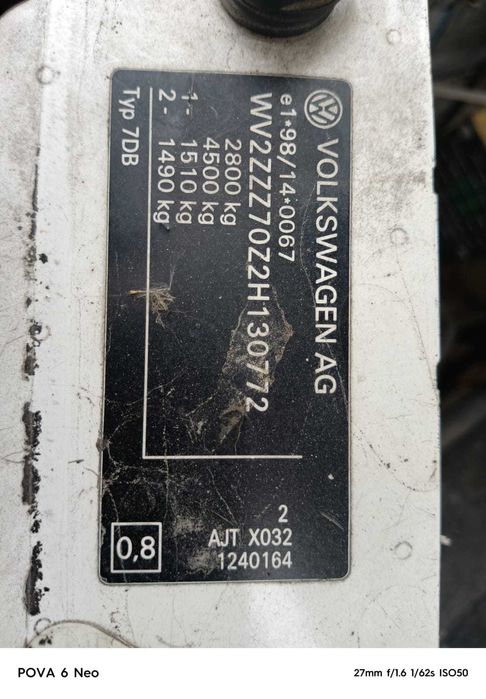 VOLKSWAGEN AG
e1*98/14*0067
WV2ZZZ70Z2H130772
2800 kg
4500 kg
1- 1510 kg
2- 1490 kg
Typ 7DB
2
AJT X032
1240164
0,8
POVA 6 Neo
27mm f/1.6 1/62s ISO50